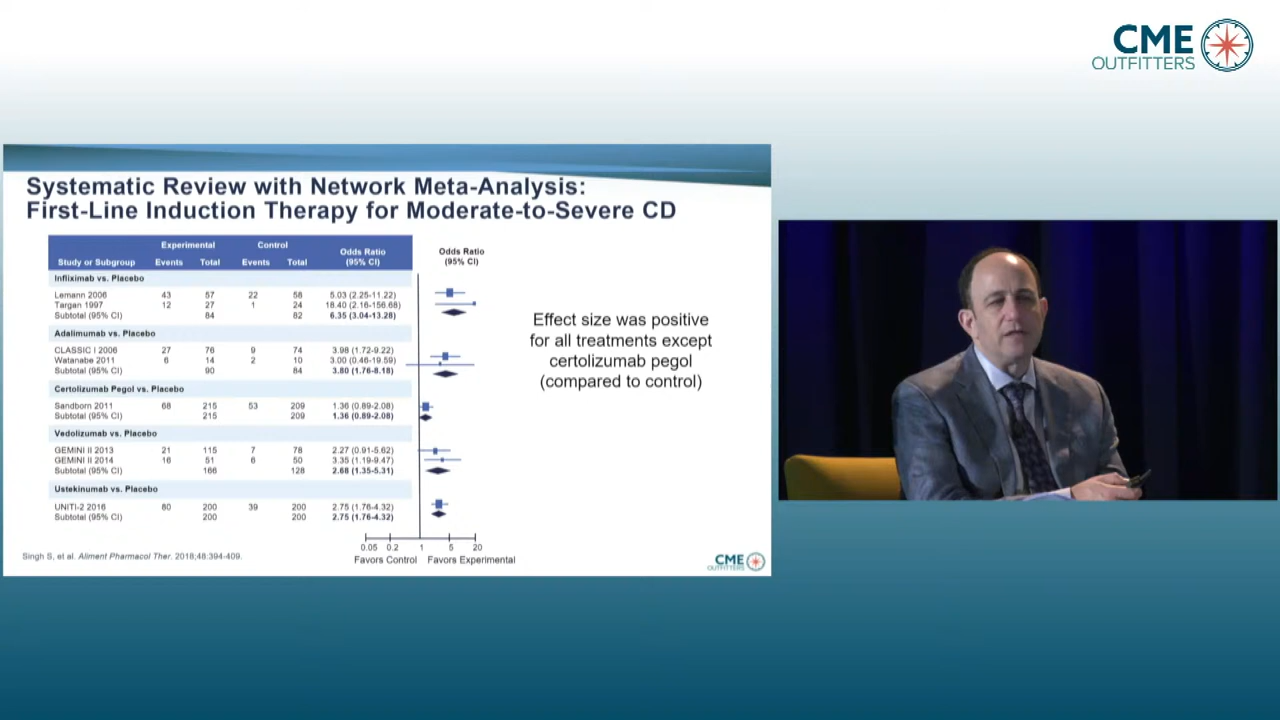 CME
OUTFITTERS
Systematic Review with Network Meta-Analysis:
First-Line Induction Therapy for Moderate-to-Severe CD
Experimental Control Odds Ratio (95% CI) Odds Ratio (95% CI)
Study or Subgroup Events Total Events Total
Infliximab vs. Placebo
Lemann 2006 43 57 22 58 5.03 (2.25-11.22)
Targan 1997 12 27 1 24 18.40 (2.16-156.68)
Subtotal (95% CI) 84 82 6.35 (3.04-13.28)
Adalimumab vs. Placebo
CLASSIC I 2006 27 76 9 74 3.98 (1.72-9.22)
Watanabe 2011 6 14 2 10 3.00 (0.46-19.59)
Subtotal (95% CI) 90 84 3.80 (1.76-8.18)
Certolizumab Pegol vs. Placebo
Sandborn 2011 68 215 53 209 1.36 (0.89-2.08)
Subtotal (95% CI) 215 209 1.36 (0.89-2.08)
Vedolizumab vs. Placebo
GEMINI II 2013 21 115 7 78 2.27 (0.91-5.62)
GEMINI II 2014 16 51 6 50 3.35 (1.19-9.47)
Subtotal (95% CI) 166 128 2.68 (1.35-5.31)
Ustekinumab vs. Placebo
UNITI-2 2016 80 200 39 200 2.75 (1.76-4.32)
Subtotal (95% CI) 200 200 2.75 (1.76-4.32)
0.05 0.2 1 5 20
Favors Control Favors Experimental
Effect size was positive
for all treatments except
certolizumab pegol
(compared to control)
Singh S, et al. Aliment Pharmacol Ther. 2018;48:394-409.
CME
OUTFITTERS